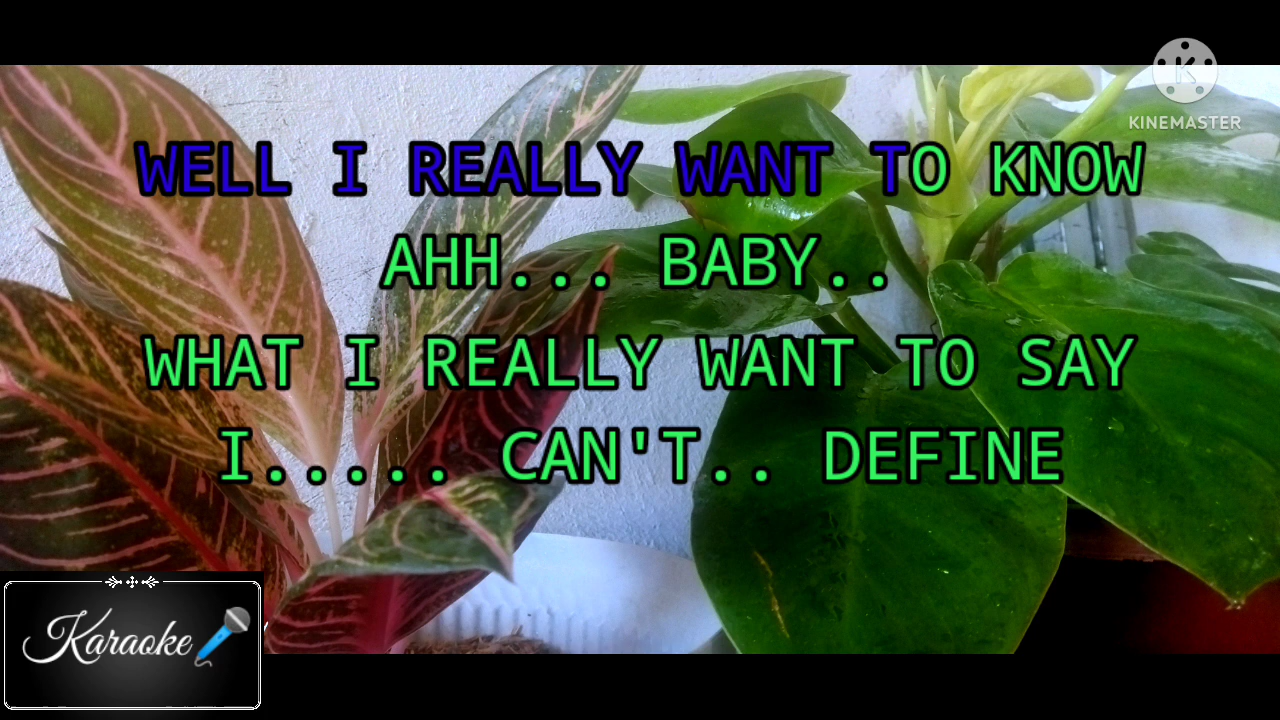 KINEMASTER
WELL I REALLY WANT TO KNOW
AHH... BABY..
WHAT I REALLY WANT TO SAY
I..... CAN'T.. DEFINE
Karaoke